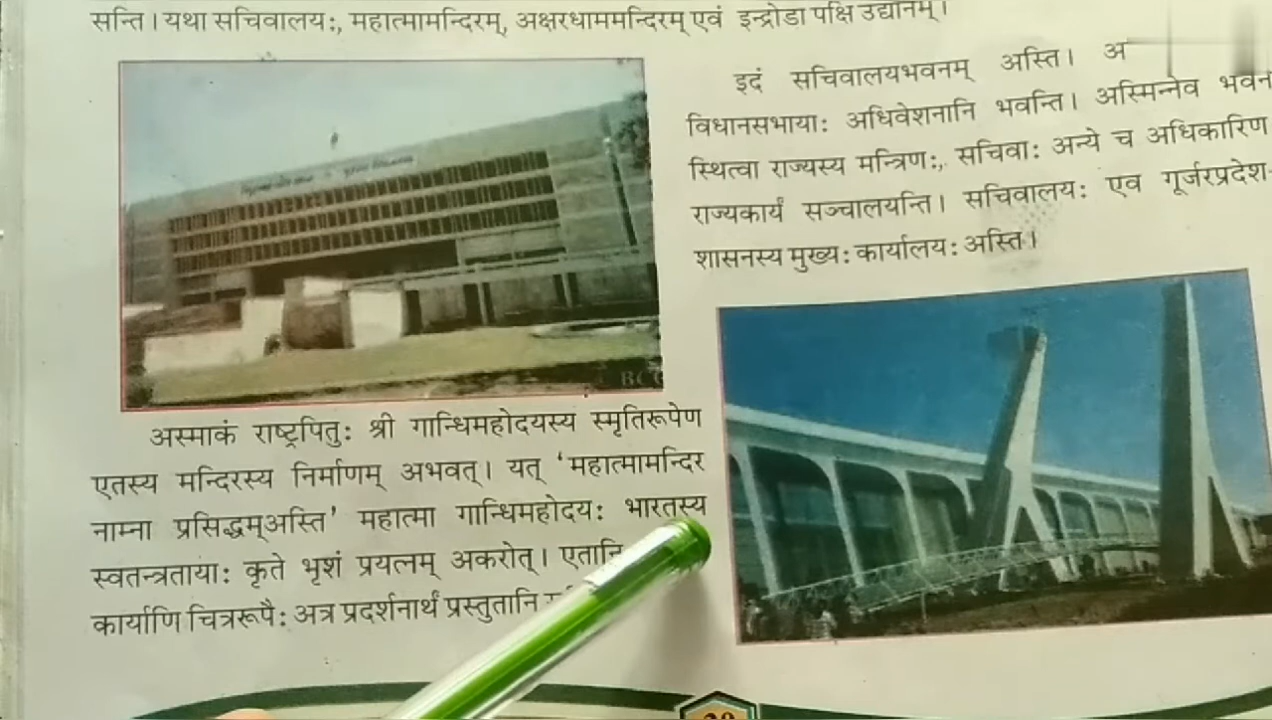 सन्ति। यथा सचिवालय:, महात्मामन्दिरम्, अक्षरधाममन्दिरम् एवं इन्द्रोडा पक्षि उद्यानम्।
इदं सचिवालयभवनम् अस्ति।
विधानसभाया: अधिवेशनानि भवन्ति। अस्मिन्नेव भवन
स्थित्वा राज्यस्य मन्त्रिण:, सचिवा: अन्ये च अधिकारिण
राज्यकार्यं सञ्चालयन्ति। सचिवालय: एव गूर्जरप्रदेश-
शासनस्य मुख्य: कार्यालय: अस्ति।
अस्माकं राष्ट्रपितु: श्री गान्धिमहोदयस्य स्मृतिरूपेण
एतस्य मन्दिरस्य निर्माणम् अभवत्। यत् ‘महात्मामन्दिर
नाम्ना प्रसिद्धम्अस्ति’ महात्मा गान्धिमहोदय: भारतस्य
स्वतन्त्रताया: कृते भृशं प्रयत्नम् अकरोत्। एतानि
कार्याणि चित्ररूपै: अत्र प्रदर्शनार्थं प्रस्तुतानि